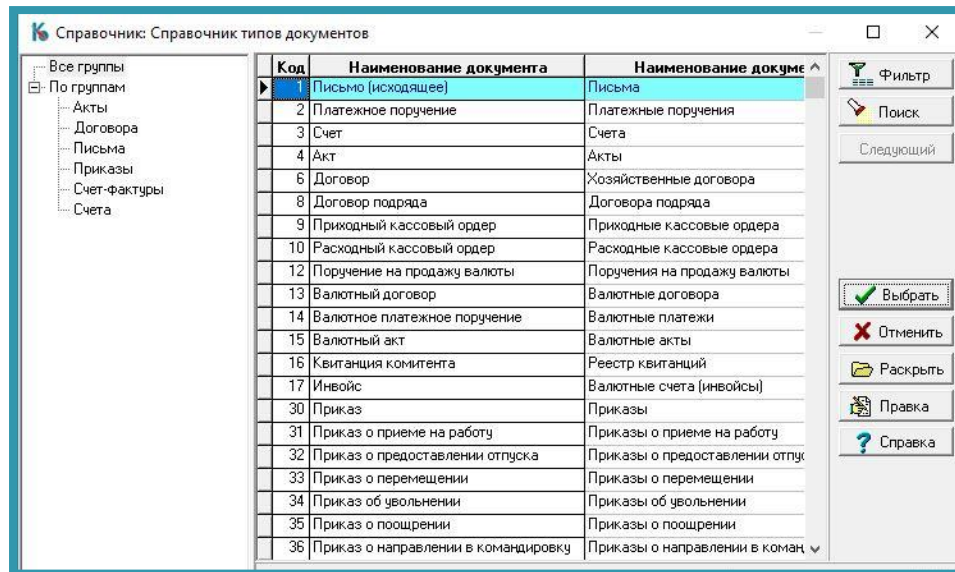 Справочник: Справочник типов документов
Все группы
По группам
Акты
Договора
Письма
Приказы
Счет-фактуры
Счета
Код Наименование документа Наименование докуме
1 Письмо (исходящее) Письма
2 Платежное поручение Платежные поручения
3 Счет Счета
4 Акт Акты
6 Договор Хозяйственные договора
8 Договор подряда Договора подряда
9 Приходный кассовый ордер Приходные кассовые ордера
10 Расходный кассовый ордер Расходные кассовые ордера
12 Поручение на продажу валюты Поручения на продажу валюты
13 Валютный договор Валютные договора
14 Валютное платежное поручение Валютные платежи
15 Валютный акт Валютные акты
16 Квитанция комитента Реестр квитанций
17 Инвойс Валютные счета (инвойсы)
30 Приказ Приказы
31 Приказ о приеме на работу Приказы о приеме на работу
32 Приказ о предоставлении отпуска Приказы о предоставлении отпус
33 Приказ о перемещении Приказы о перемещении
34 Приказ об увольнении Приказы об увольнении
35 Приказ о поощрении Приказы о поощрении
36 Приказ о направлении в командировку Приказы о направлении в коман
Фильтр
Поиск
Следующий
Выбрать
Отменить
Раскрыть
Правка
Справка